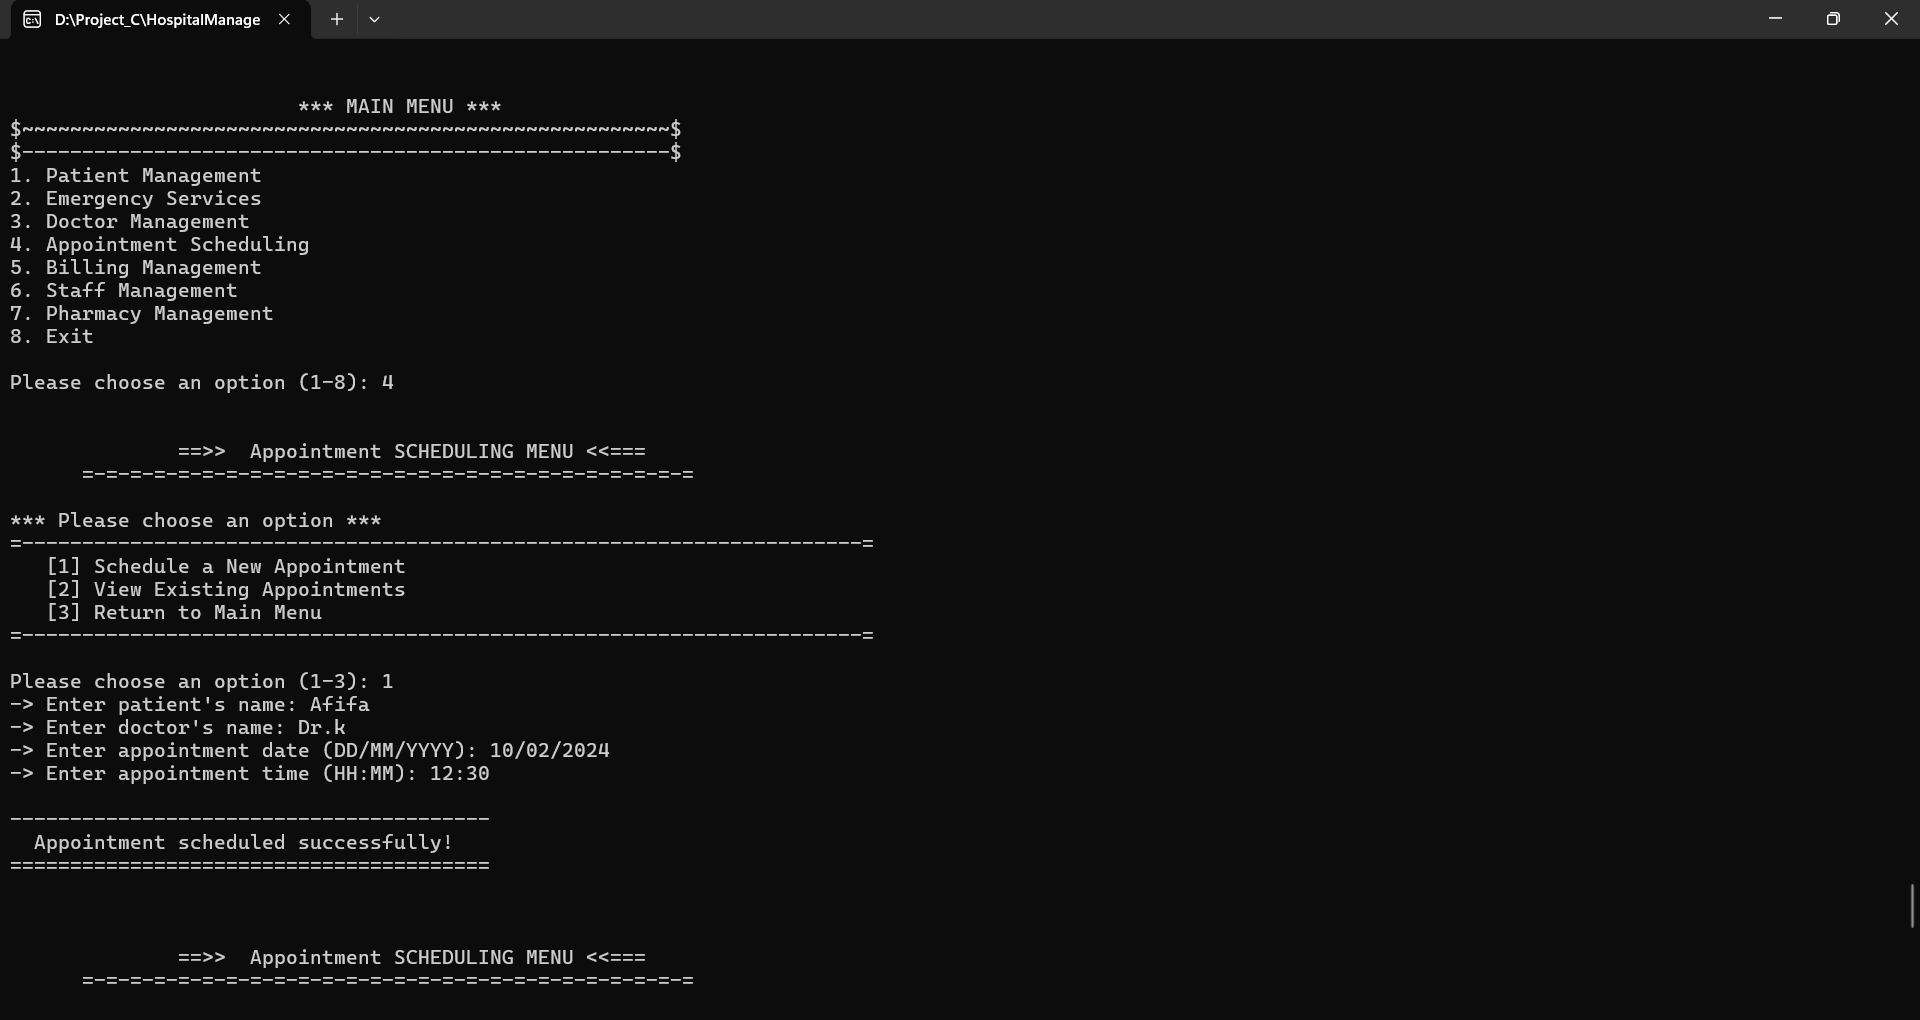 D:\Project_C\HospitalManage
*** MAIN MENU ***
$~~~~~~~~~~~~~~~~~~~~~~~~~~~~~~~~~~~~~~~~~~~~~~~~~~~~~~$
$------------------------------------------------------$
1. Patient Management
2. Emergency Services
3. Doctor Management
4. Appointment Scheduling
5. Billing Management
6. Staff Management
7. Pharmacy Management
8. Exit
Please choose an option (1-8): 4
==>>  Appointment SCHEDULING MENU <<===
=-=-=-=-=-=-=-=-=-=-=-=-=-=-=-=-=-=-=-=-=-=-=-=-=-=
*** Please choose an option ***
=----------------------------------------------------------------------=
[1] Schedule a New Appointment
[2] View Existing Appointments
[3] Return to Main Menu
=----------------------------------------------------------------------=
Please choose an option (1-3): 1
-> Enter patient's name: Afifa
-> Enter doctor's name: Dr.k
-> Enter appointment date (DD/MM/YYYY): 10/02/2024
-> Enter appointment time (HH:MM): 12:30
----------------------------------------
Appointment scheduled successfully!
========================================
==>>  Appointment SCHEDULING MENU <<===
=-=-=-=-=-=-=-=-=-=-=-=-=-=-=-=-=-=-=-=-=-=-=-=-=-=